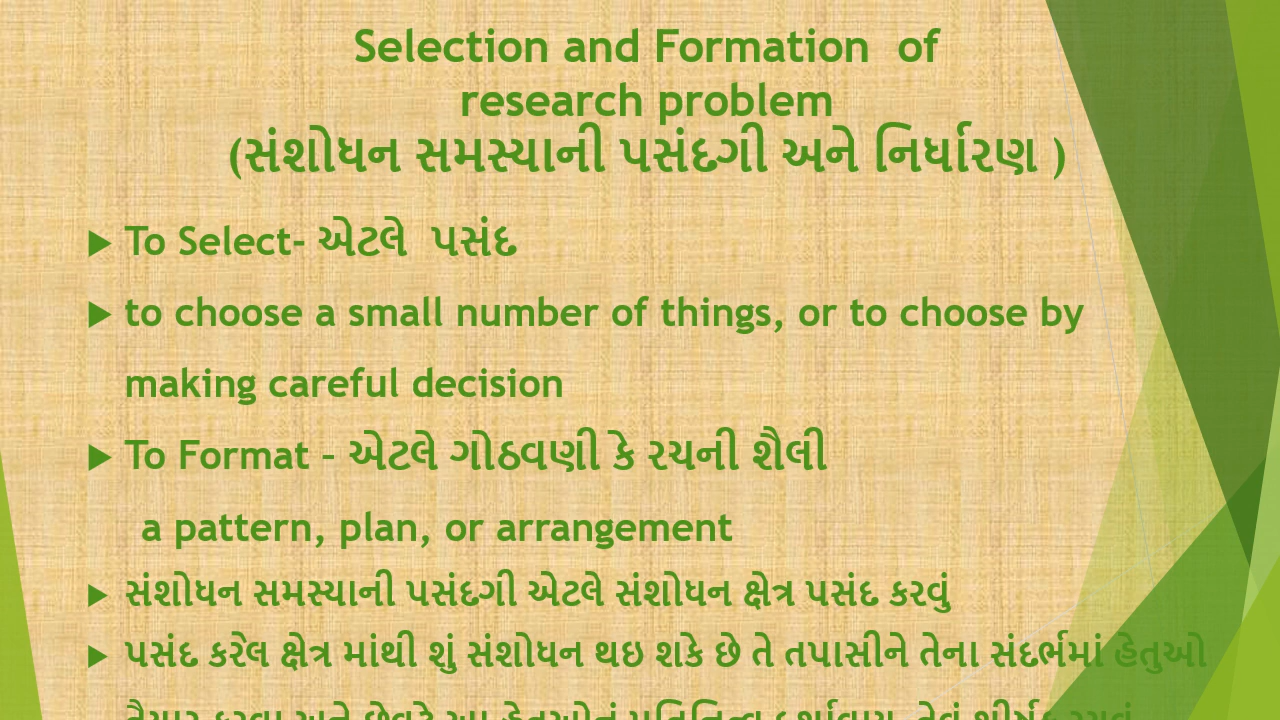 Selection and Formation of
research problem
(સંશોધન સમસ્યાની પસંદગી અને નિર્ધારણ )
To Select- એટલે પસંદ
to choose a small number of things, or to choose by
making careful decision
To Format – એટલે ગોઠવણી કે રચની શૈલી
a pattern, plan, or arrangement
સંશોધન સમસ્યાની પસંદગી એટલે સંશોધન ક્ષેત્ર પસંદ કરવું
પસંદ કરેલ ક્ષેત્ર માંથી શું સંશોધન થઇ શકે છે તે તપાસીને તેના સંદર્ભમાં હેતુઓ